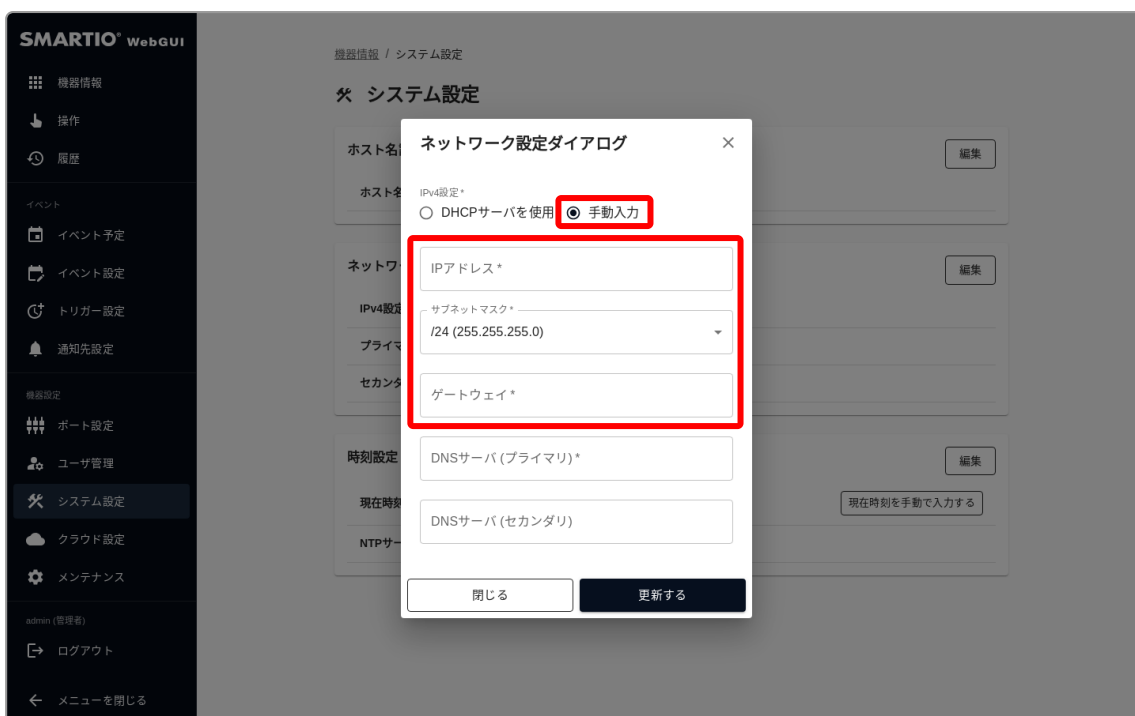 SMARTIO® WebGUI
機器情報
操作
履歴
イベント
イベント予定
イベント設定
トリガー設定
通知先設定
機器設定
ポート設定
ユーザ管理
システム設定
クラウド設定
メンテナンス
admin (管理者)
ログアウト
メニューを閉じる
機器情報 / システム設定
システム設定
ホスト名
編集
ホスト名
ネットワ
編集
IPv4設定
プライマ
セカンダ
時刻設定
編集
現在時刻
現在時刻を手動で入力する
NTPサー
ネットワーク設定ダイアログ
IPv4設定 *
DHCPサーバを使用
手動入力
IPアドレス *
サブネットマスク *
/24 (255.255.255.0)
ゲートウェイ *
DNSサーバ (プライマリ) *
DNSサーバ (セカンダリ)
閉じる
更新する